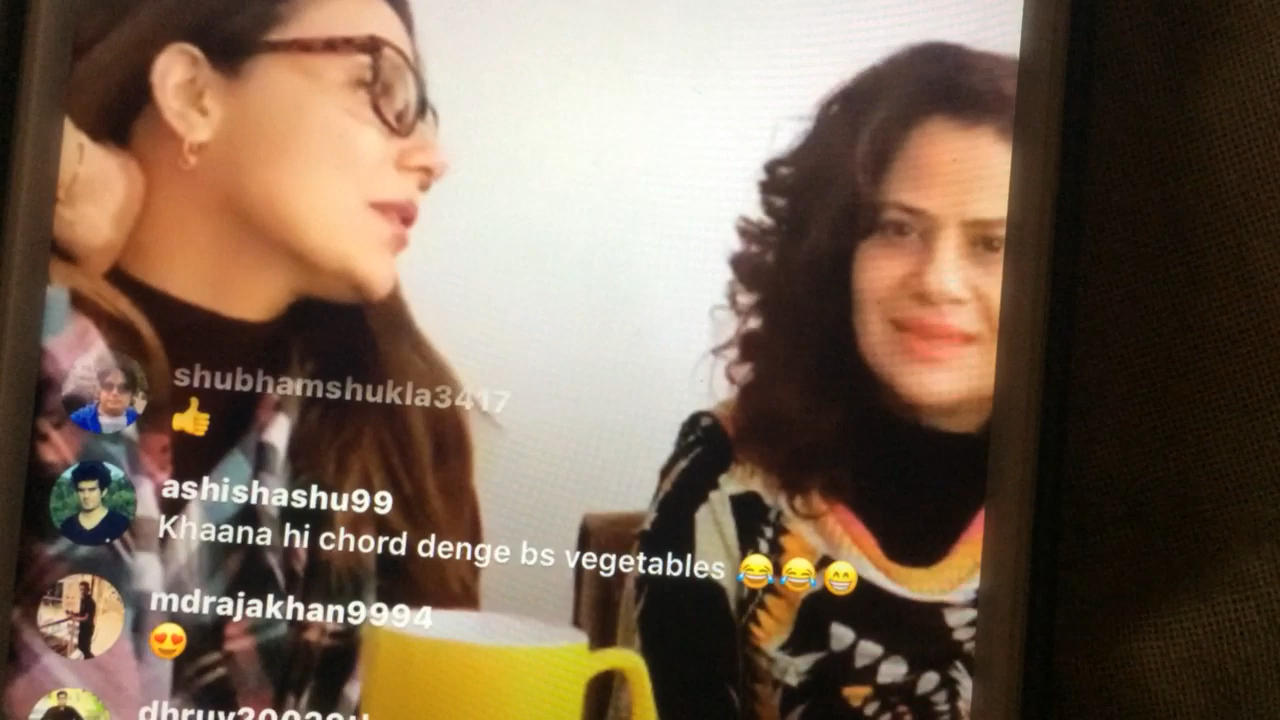 shubhamshukla3417
👍
ashishashu99
Khaana hi chord denge bs vegetables 😂😂😁
mdrajakhan9994
😍